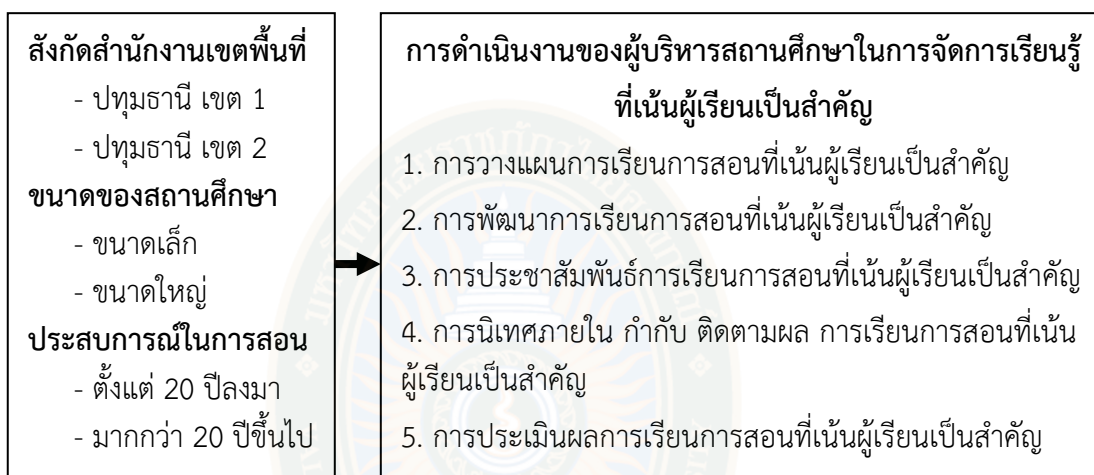 สังกัดสำนักงานเขตพื้นที่
- ปทุมธานี เขต 1
- ปทุมธานี เขต 2
ขนาดของสถานศึกษา
- ขนาดเล็ก
- ขนาดใหญ่
ประสบการณ์ในการสอน
- ตั้งแต่ 20 ปีลงมา
- มากกว่า 20 ปีขึ้นไป
การดำเนินงานของผู้บริหารสถานศึกษาในการจัดการเรียนรู้
ที่เน้นผู้เรียนเป็นสำคัญ
1. การวางแผนการเรียนการสอนที่เน้นผู้เรียนเป็นสำคัญ
2. การพัฒนาการเรียนการสอนที่เน้นผู้เรียนเป็นสำคัญ
3. การประชาสัมพันธ์การเรียนการสอนที่เน้นผู้เรียนเป็นสำคัญ
4. การนิเทศภายใน กำกับ ติดตามผล การเรียนการสอนที่เน้น
ผู้เรียนเป็นสำคัญ
5. การประเมินผลการเรียนการสอนที่เน้นผู้เรียนเป็นสำคัญ